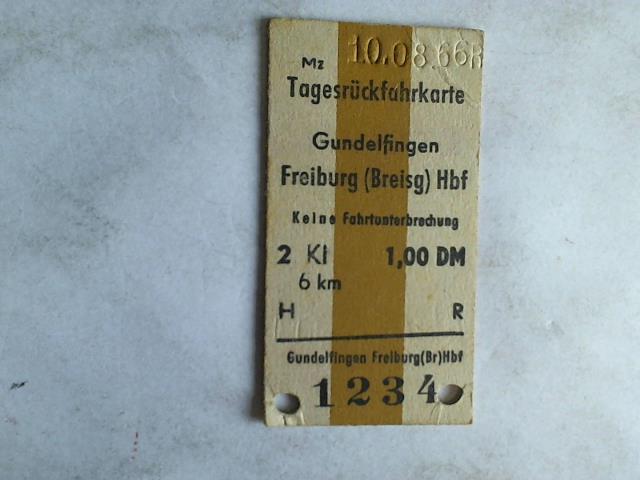 10.08.66R
Mz
Tagesrückfahrkarte
Gundelfingen
Freiburg (Breisg) Hbf
Keine Fahrtunterbrechung
2 Kl 1,00 DM
6 km
H R
Gundelfingen Freiburg(Br)Hbf
1234